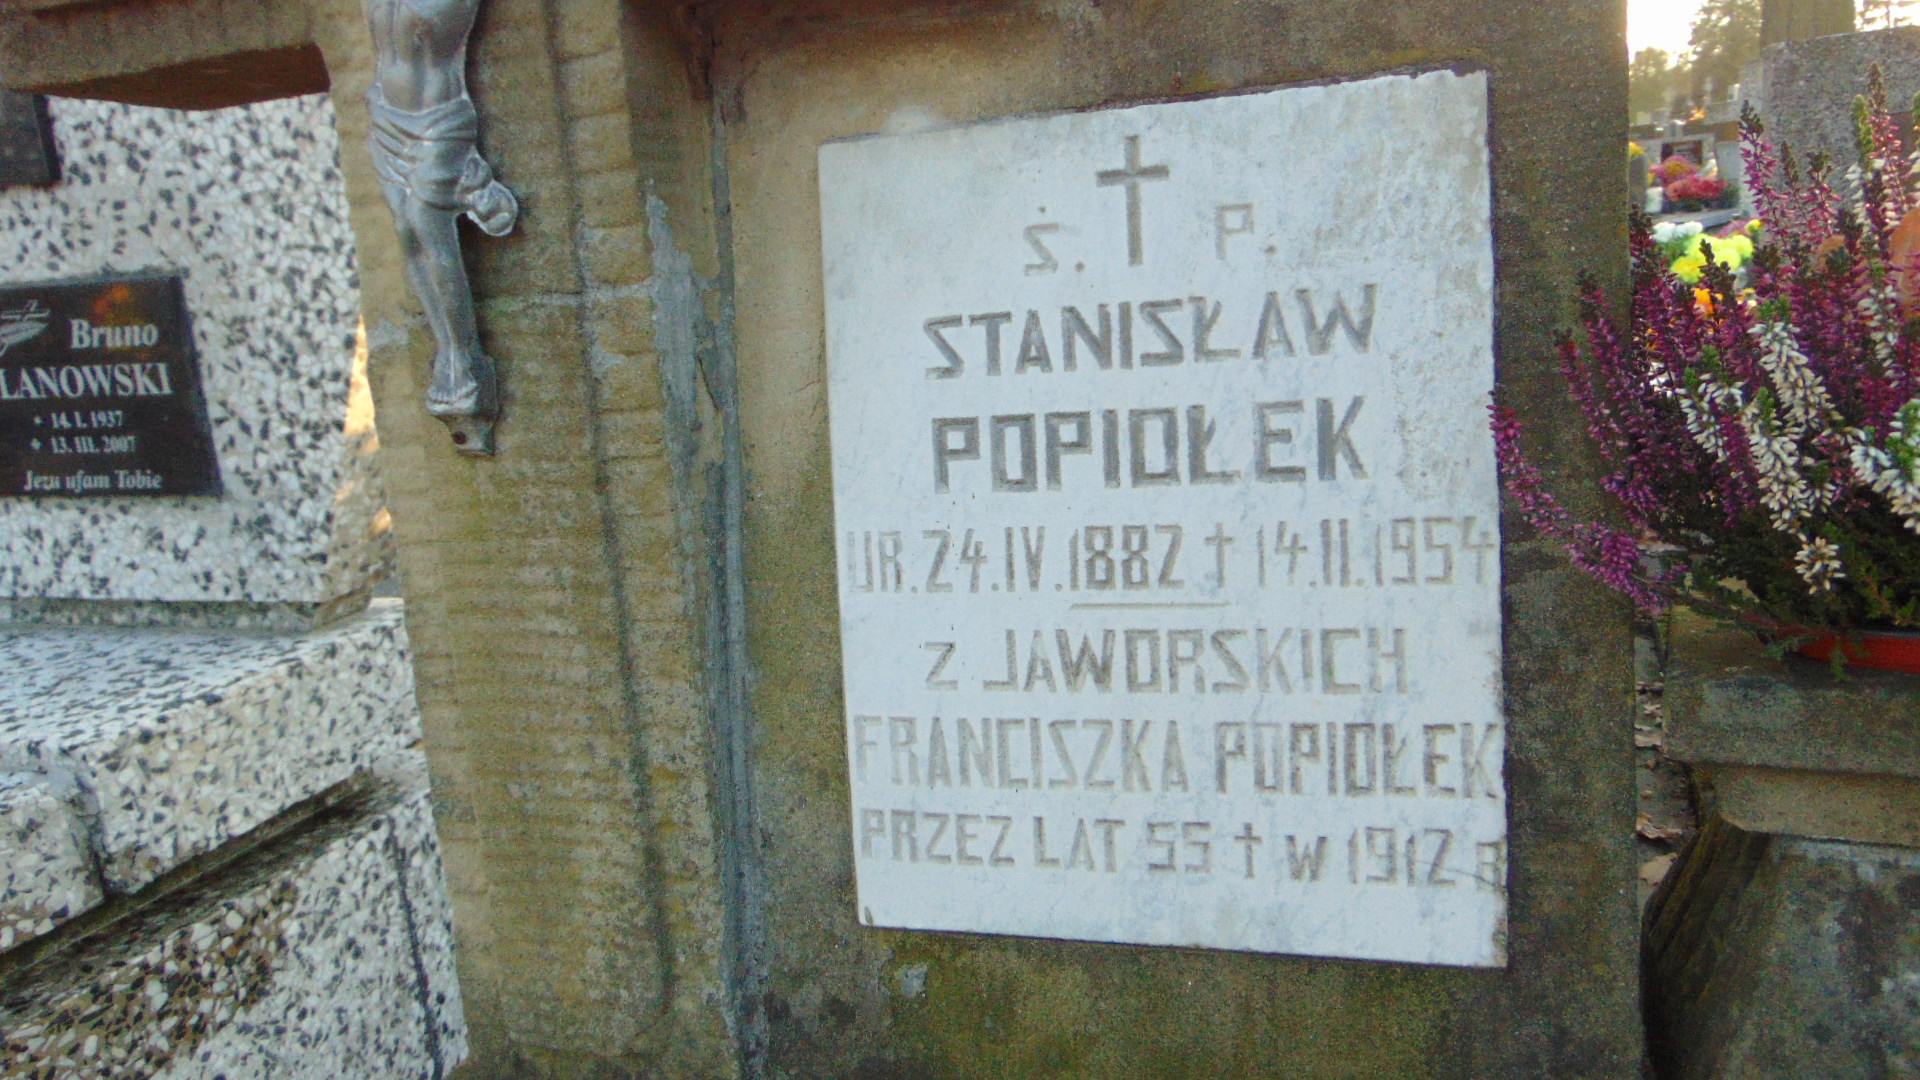 Bruno
LANOWSKI
* 14. I. 1937
+ 13. III. 2007
Jezu ufam Tobie
Ś. P.
STANISŁAW
POPIOŁEK
UR. 24. IV. 1882 † 14. II. 1954
Z JAWORSKICH
FRANCISZKA POPIOŁEK
PRZEZ LAT 55 † W 1912 R